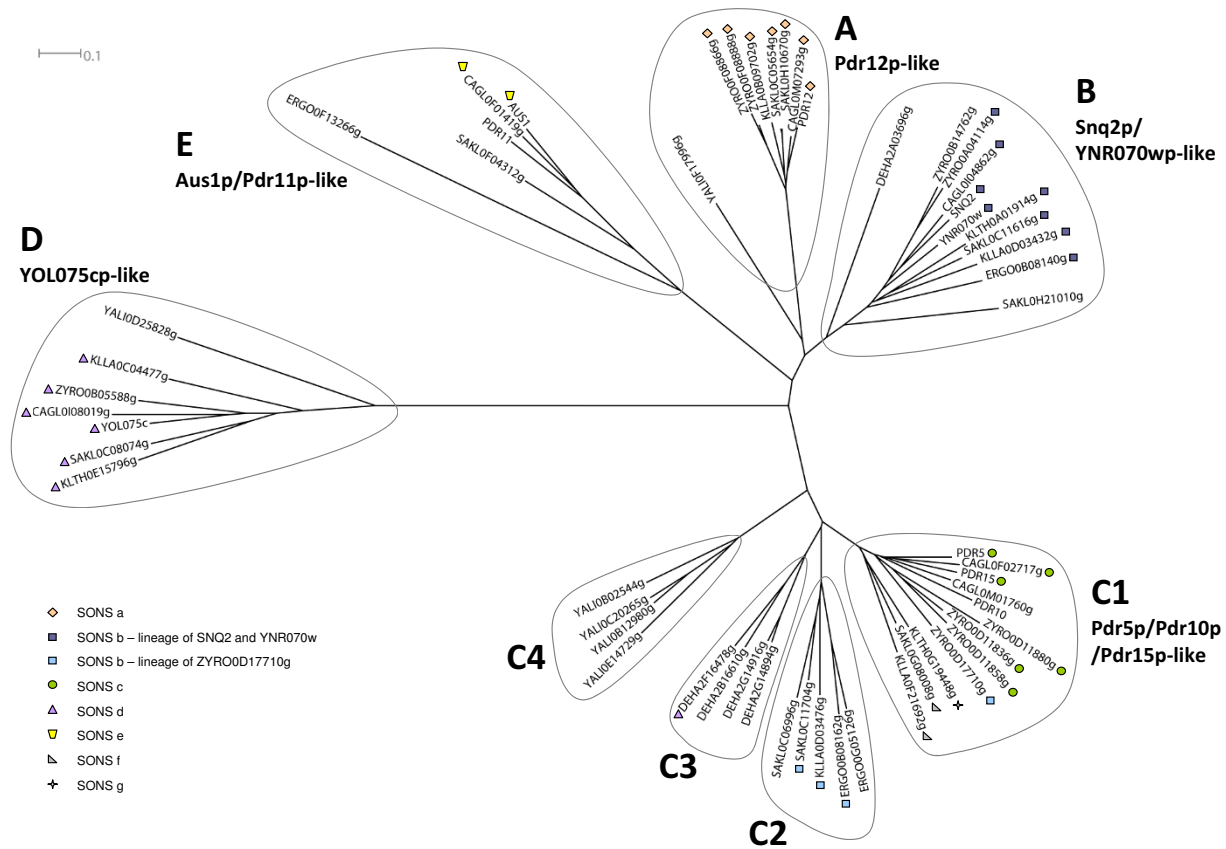 0.1
A
Pdr12p-like
ZYRO0F08866g
ZYRO0F08888g
ZYRO0G09702g
KLLA0B09702g
SAKL0C05654g
SAKL0H10670g
CAGL0M07293g
PDR12
YALI0F17996g
B
Snq2p/
YNR070wp-like
DEHA2A03696g
ZYRO0B14762g
ZYRO0A04114g
CAGL0I04862g
SNQ2
YNR070w
KLTH0A01914g
SAKL0C11616g
KLLA0D03432g
ERGO0B08140g
SAKL0H21010g
E
Aus1p/Pdr11p-like
ERGO0F13266g
CAGL0F01419g
AUS1
PDR11
SAKL0F04312g
D
YOL075cp-like
YALI0D25828g
KLLA0C04477g
ZYRO0B05588g
CAGL0I08019g
YOL075c
SAKL0C08074g
KLTH0E15796g
C4
YALI0B02544g
YALI0C20265g
YALI0B12980g
YALI0E14729g
C3
DEHA2F16478g
DEHA2B16610g
DEHA2G14916g
DEHA2G14894g
C2
SAKL0C06996g
SAKL0C11704g
KLLA0D03476g
ERGO0B08162g
ERGO0G05126g
C1
Pdr5p/Pdr10p
/Pdr15p-like
PDR5
CAGL0F02717g
PDR15
CAGL0M01760g
PDR10
ZYRO0D11880g
ZYRO0D11836g
ZYRO0D11858g
ZYRO0D17710g
KLTH0G19448g
SAKL0G08008g
KLLA0F21692g
SONS a
SONS b – lineage of SNQ2 and YNR070w
SONS b – lineage of ZYRO0D17710g
SONS c
SONS d
SONS e
SONS f
SONS g